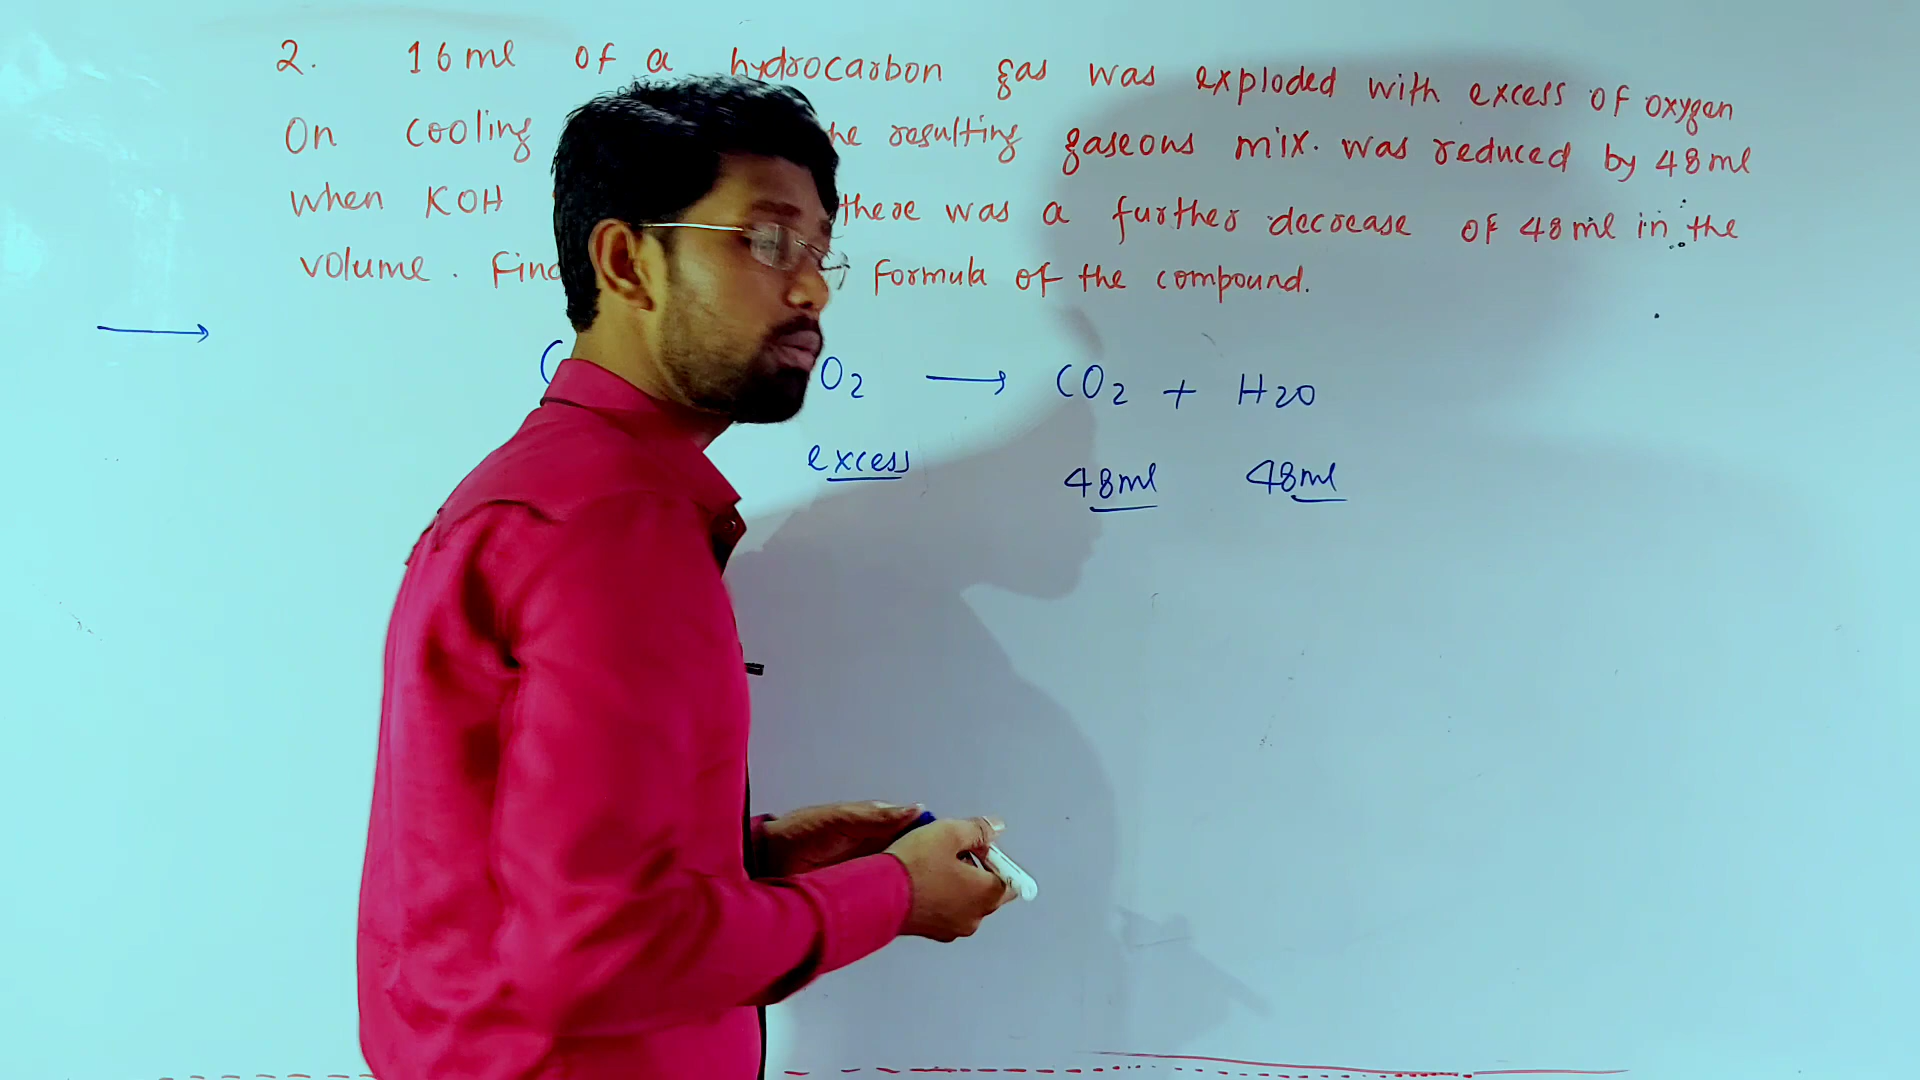 2. 16 ml of a hydrocarbon gas was exploded with excess of oxygen
On cooling he resulting gaseous mix. was reduced by 48 ml
when KOH there was a further decrease of 48 ml in the
volume. Find formula of the compound.
O2 → CO2 + H2O
excess 48ml 48ml